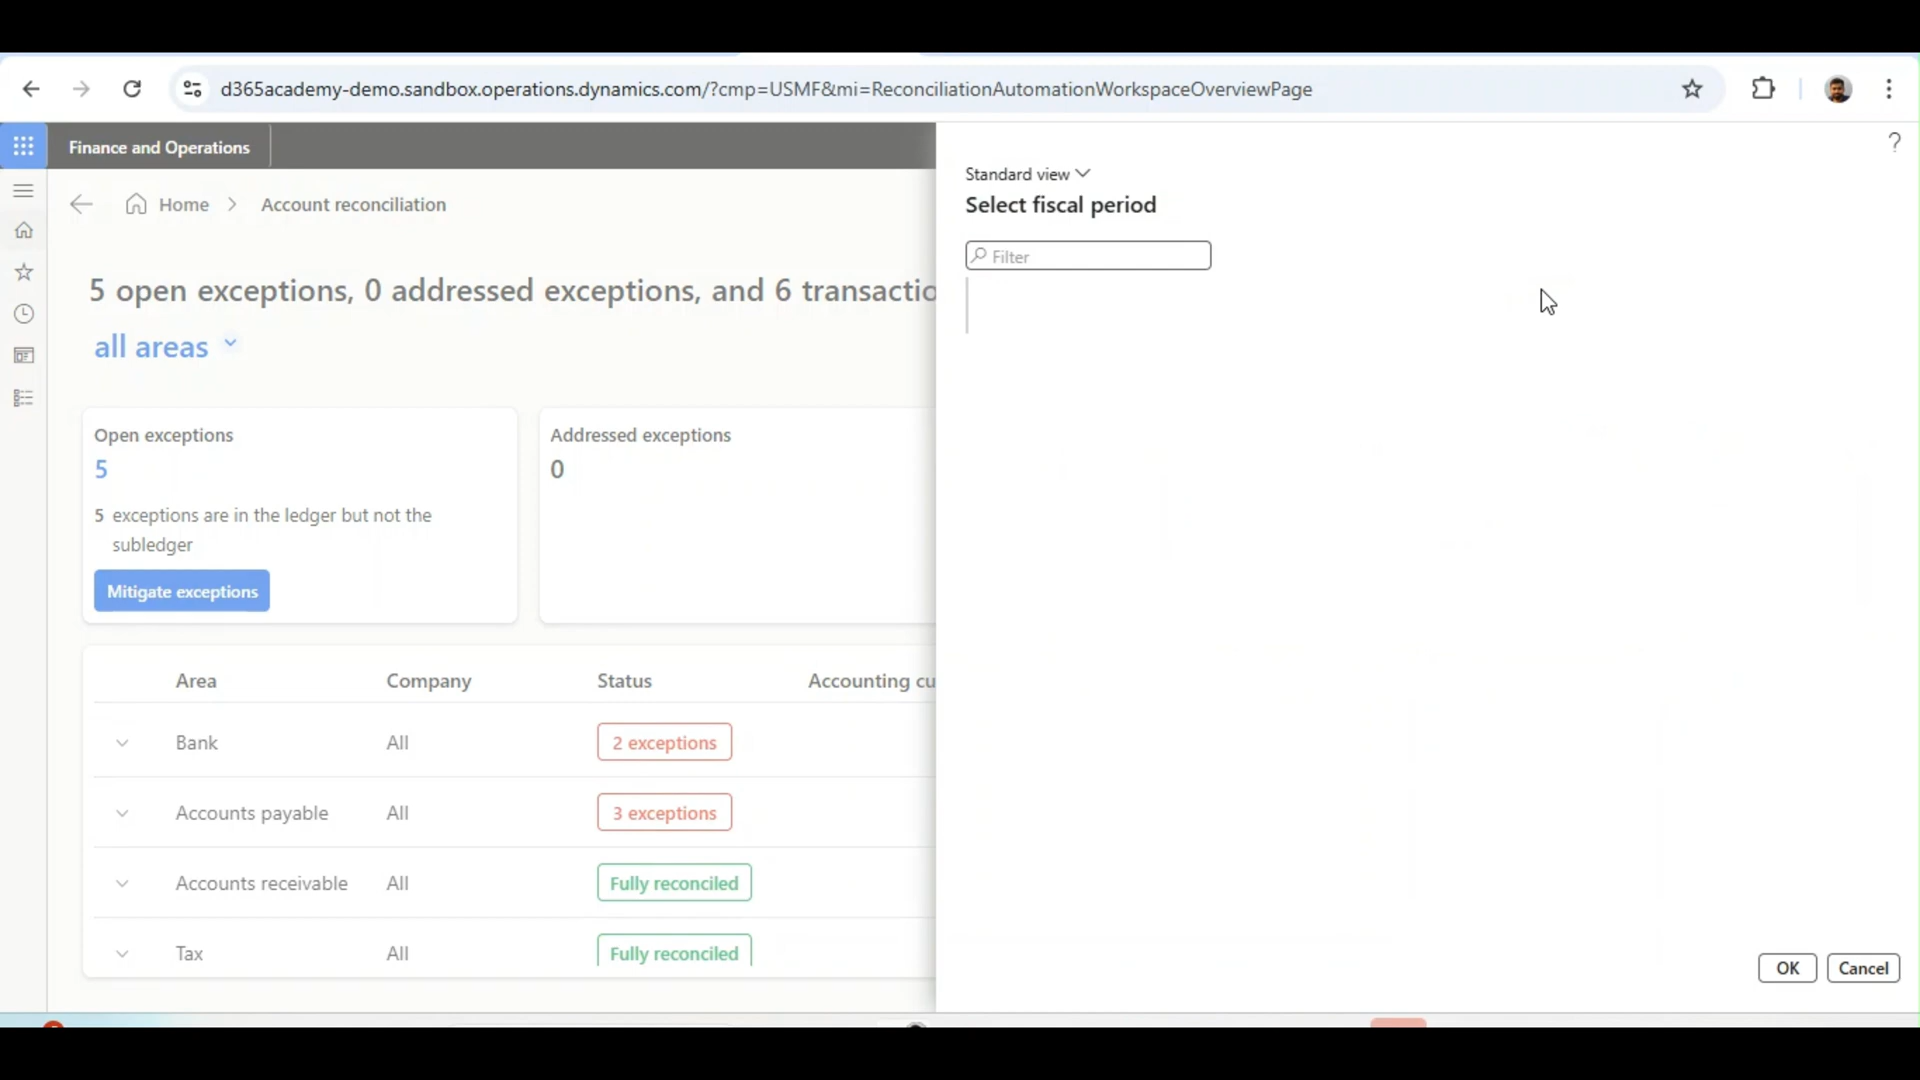 d365academy-demo.sandbox.operations.dynamics.com/?cmp=USMF&mi=ReconciliationAutomationWorkspaceOverviewPage
Finance and Operations
?
Standard view
Select fiscal period
Filter
Home
Account reconciliation
5 open exceptions, 0 addressed exceptions, and 6 transactio
all areas
Open exceptions
5
5 exceptions are in the ledger but not the
subledger
Mitigate exceptions
Addressed exceptions
0
Area Company Status Accounting cu
Bank All 2 exceptions
Accounts payable All 3 exceptions
Accounts receivable All Fully reconciled
Tax All Fully reconciled
OK Cancel